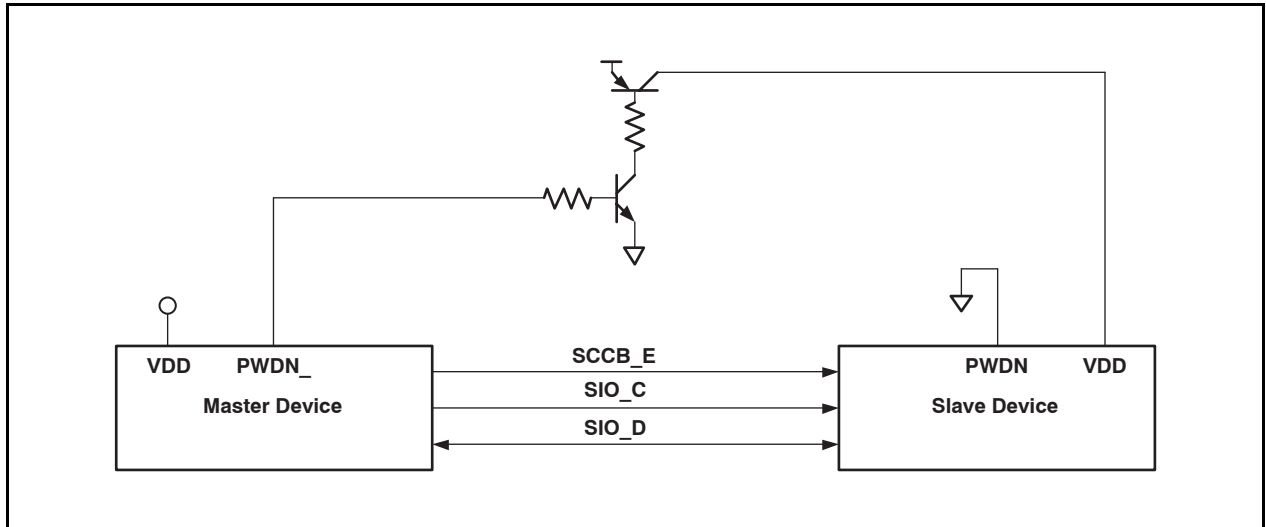 VDD
PWDN_
Master Device
SCCB_E
SIO_C
SIO_D
PWDN
VDD
Slave Device